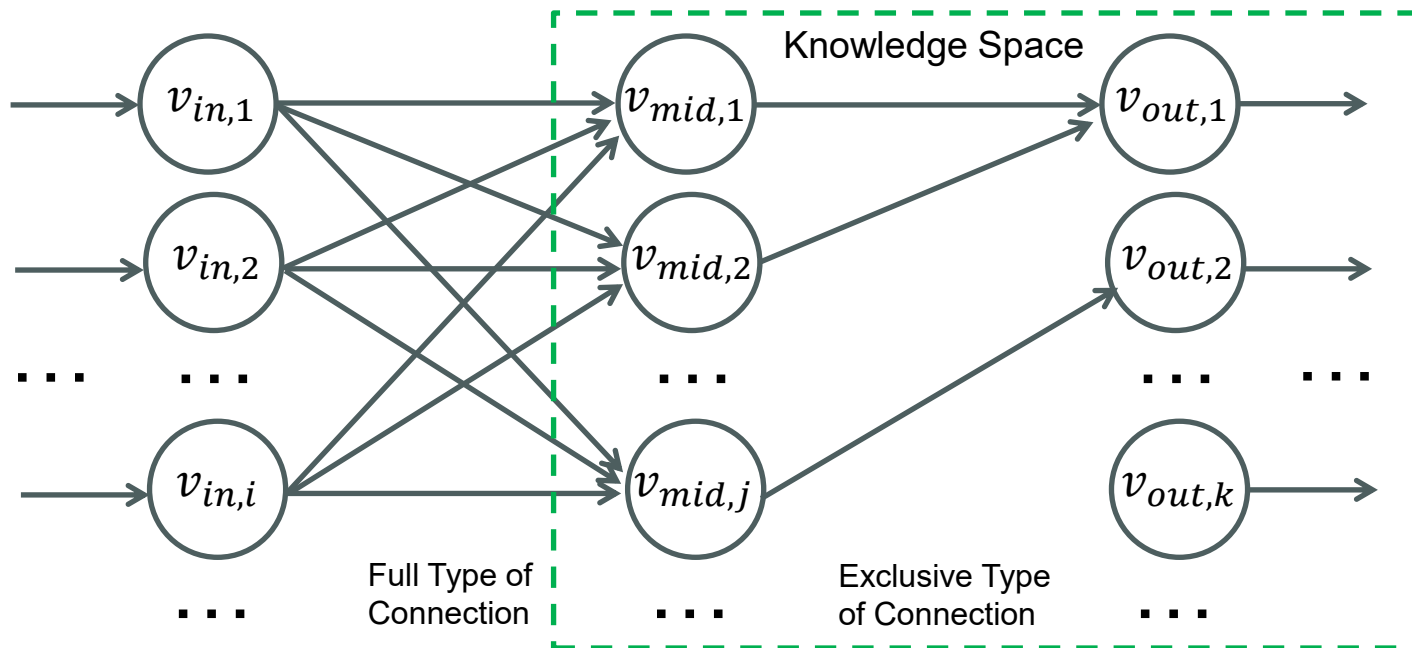 Knowledge Space
v_{in,1} v_{mid,1} v_{out,1}
v_{in,2} v_{mid,2} v_{out,2}
... ... ... ... ...
v_{in,i} v_{mid,j} v_{out,k}
Full Type of
Connection
Exclusive Type
of Connection
... ... ...